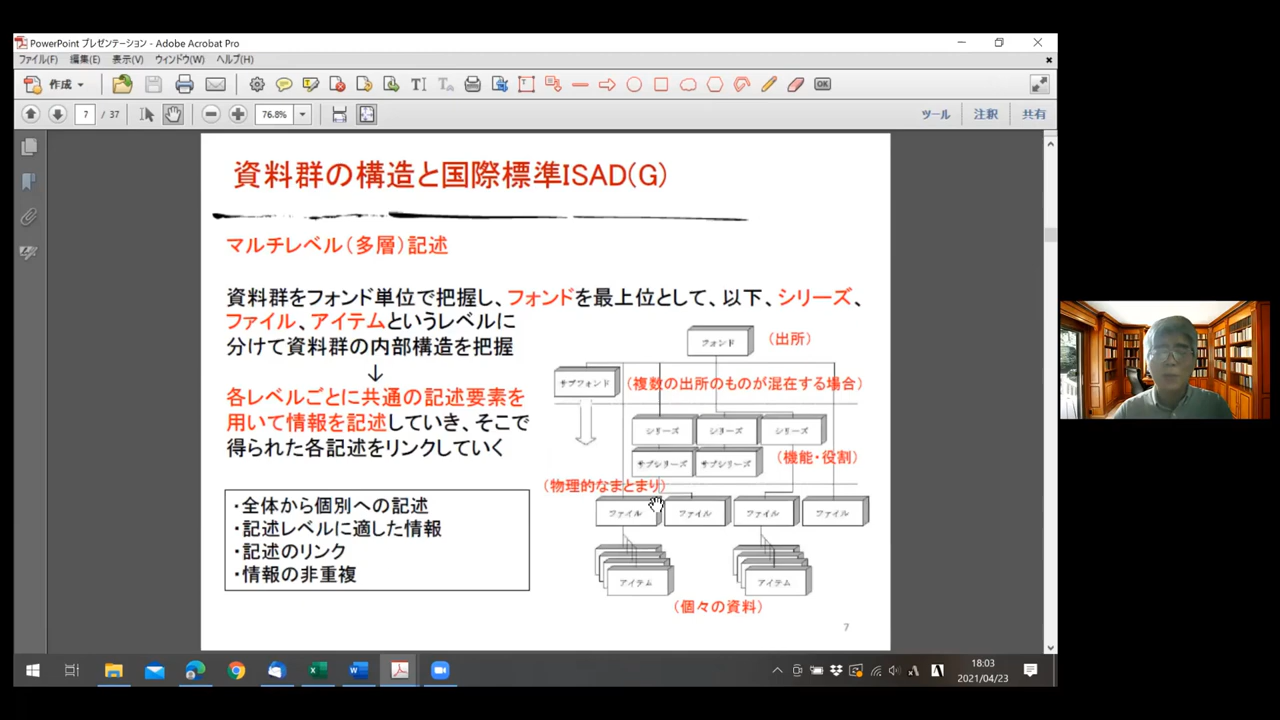 PowerPoint プレゼンテーション - Adobe Acrobat Pro
ファイル(F) 編集(E) 表示(V) ウィンドウ(W) ヘルプ(H)
作成
OK
7 / 37
76.8%
ツール 注釈 共有
資料群の構造と国際標準ISAD(G)
マルチレベル(多層)記述
資料群をフォンド単位で把握し、フォンドを最上位として、以下、シリーズ、
ファイル、アイテムというレベルに
分けて資料群の内部構造を把握
↓
各レベルごとに共通の記述要素を
用いて情報を記述していき、そこで
得られた各記述をリンクしていく
・全体から個別への記述
・記述レベルに適した情報
・記述のリンク
・情報の非重複
フォンド (出所)
サブフォンド (複数の出所のものが混在する場合)
シリーズ シリーズ シリーズ
サブシリーズ サブシリーズ (機能・役割)
(物理的なまとまり)
ファイル ファイル ファイル ファイル
アイテム アイテム
(個々の資料)
7
18:03
2021/04/23